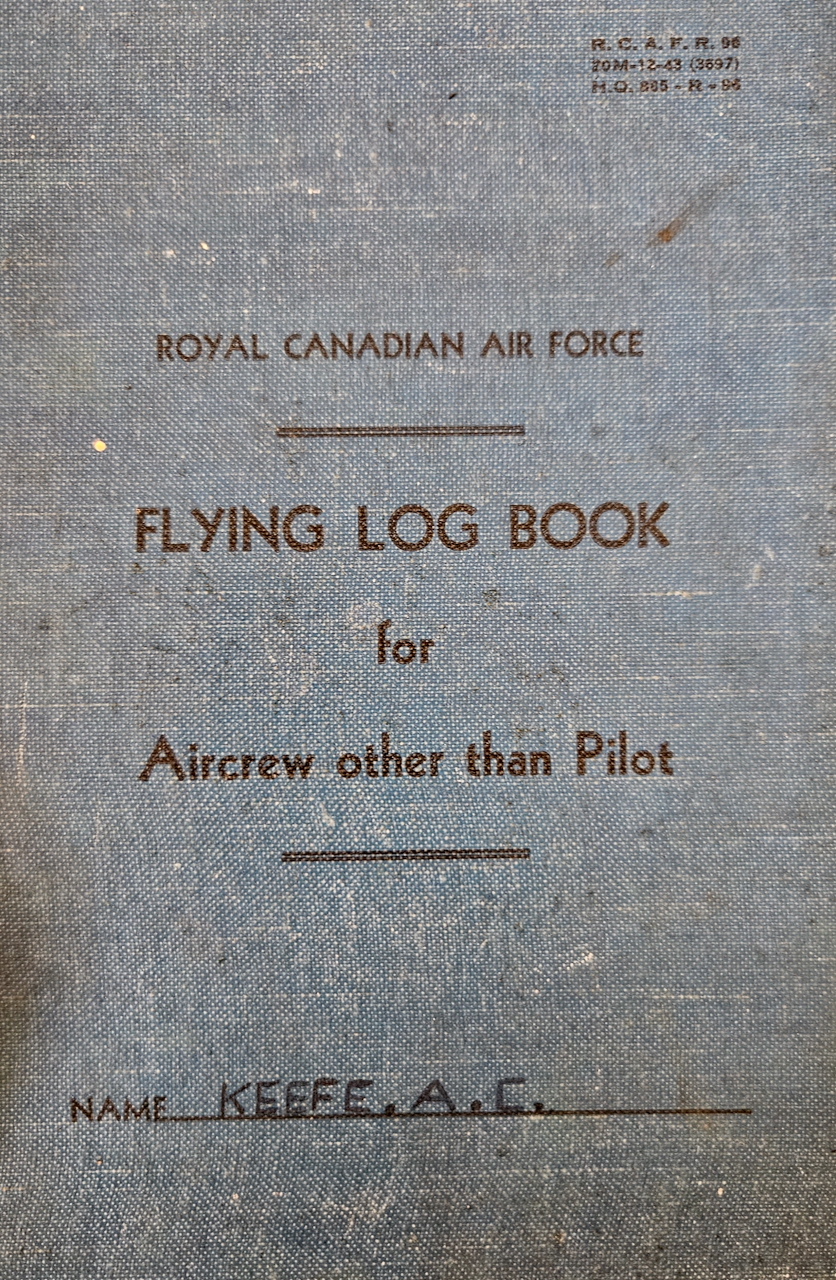 R. C. A. F. R. 96
20M-12-43 (3697)
H.Q. 885 - R - 96
ROYAL CANADIAN AIR FORCE
FLYING LOG BOOK
for
Aircrew other than Pilot
NAME KEEFE, A. C.